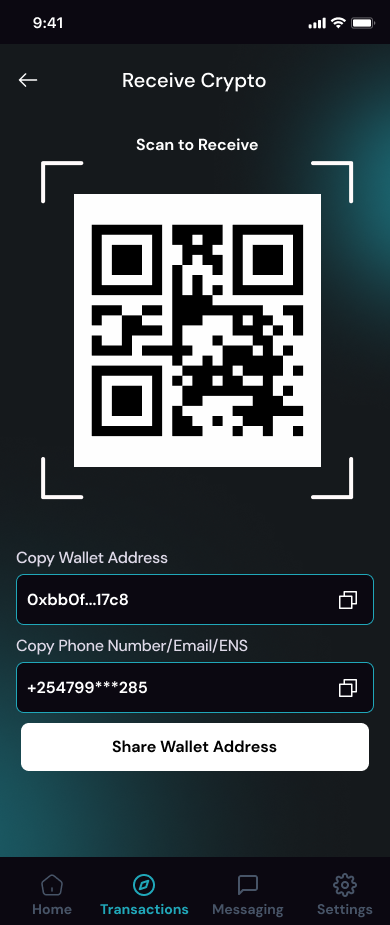 9:41
Receive Crypto
Scan to Receive
Copy Wallet Address
0xbb0f...17c8
Copy Phone Number/Email/ENS
+254799***285
Share Wallet Address
Home Transactions Messaging Settings